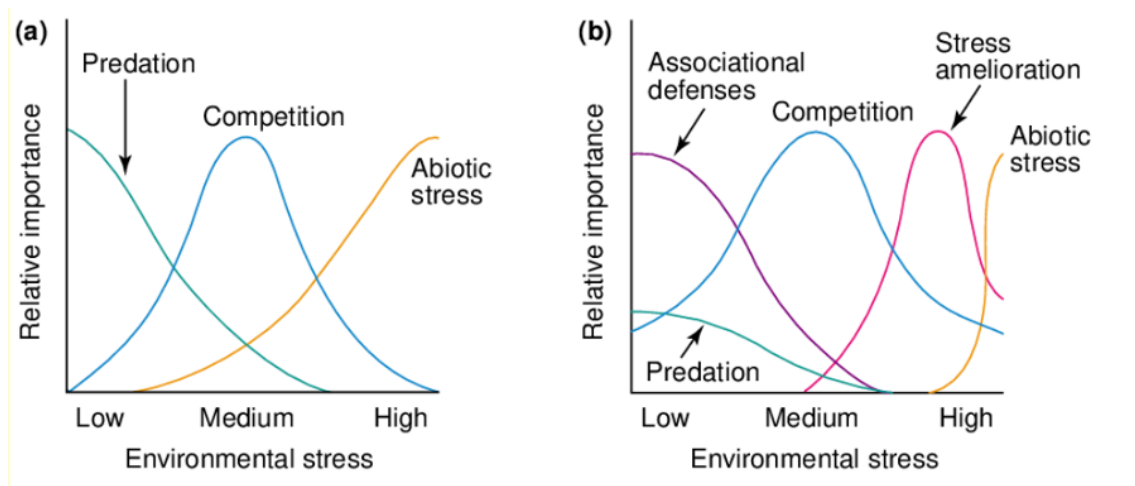 (a)
Predation
Competition
Abiotic
stress
Relative importance
Low Medium High
Environmental stress
(b)
Associational
defenses
Stress
amelioration
Competition
Abiotic
stress
Predation
Relative importance
Low Medium High
Environmental stress